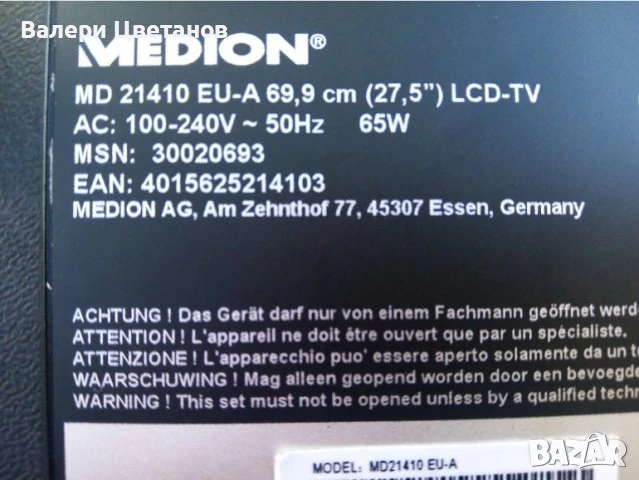 Валери Цветанов
MEDION®
MD 21410 EU-A 69,9 cm (27,5”) LCD-TV
AC: 100-240V ~ 50Hz 65W
MSN: 30020693
EAN: 4015625214103
MEDION AG, Am Zehnthof 77, 45307 Essen, Germany
ACHTUNG ! Das Gerät darf nur von einem Fachmann geöffnet werd
ATTENTION ! L'appareil ne doit être ouvert que par un spécialiste.
ATTENZIONE ! L'apparecchio puo' essere aperto solamente da un te
WAARSCHUWING ! Mag alleen geopend worden door een bevoegde
WARNING ! This set must not be opened unless by a qualified techn
MODEL: MD21410 EU-A
BAZAR